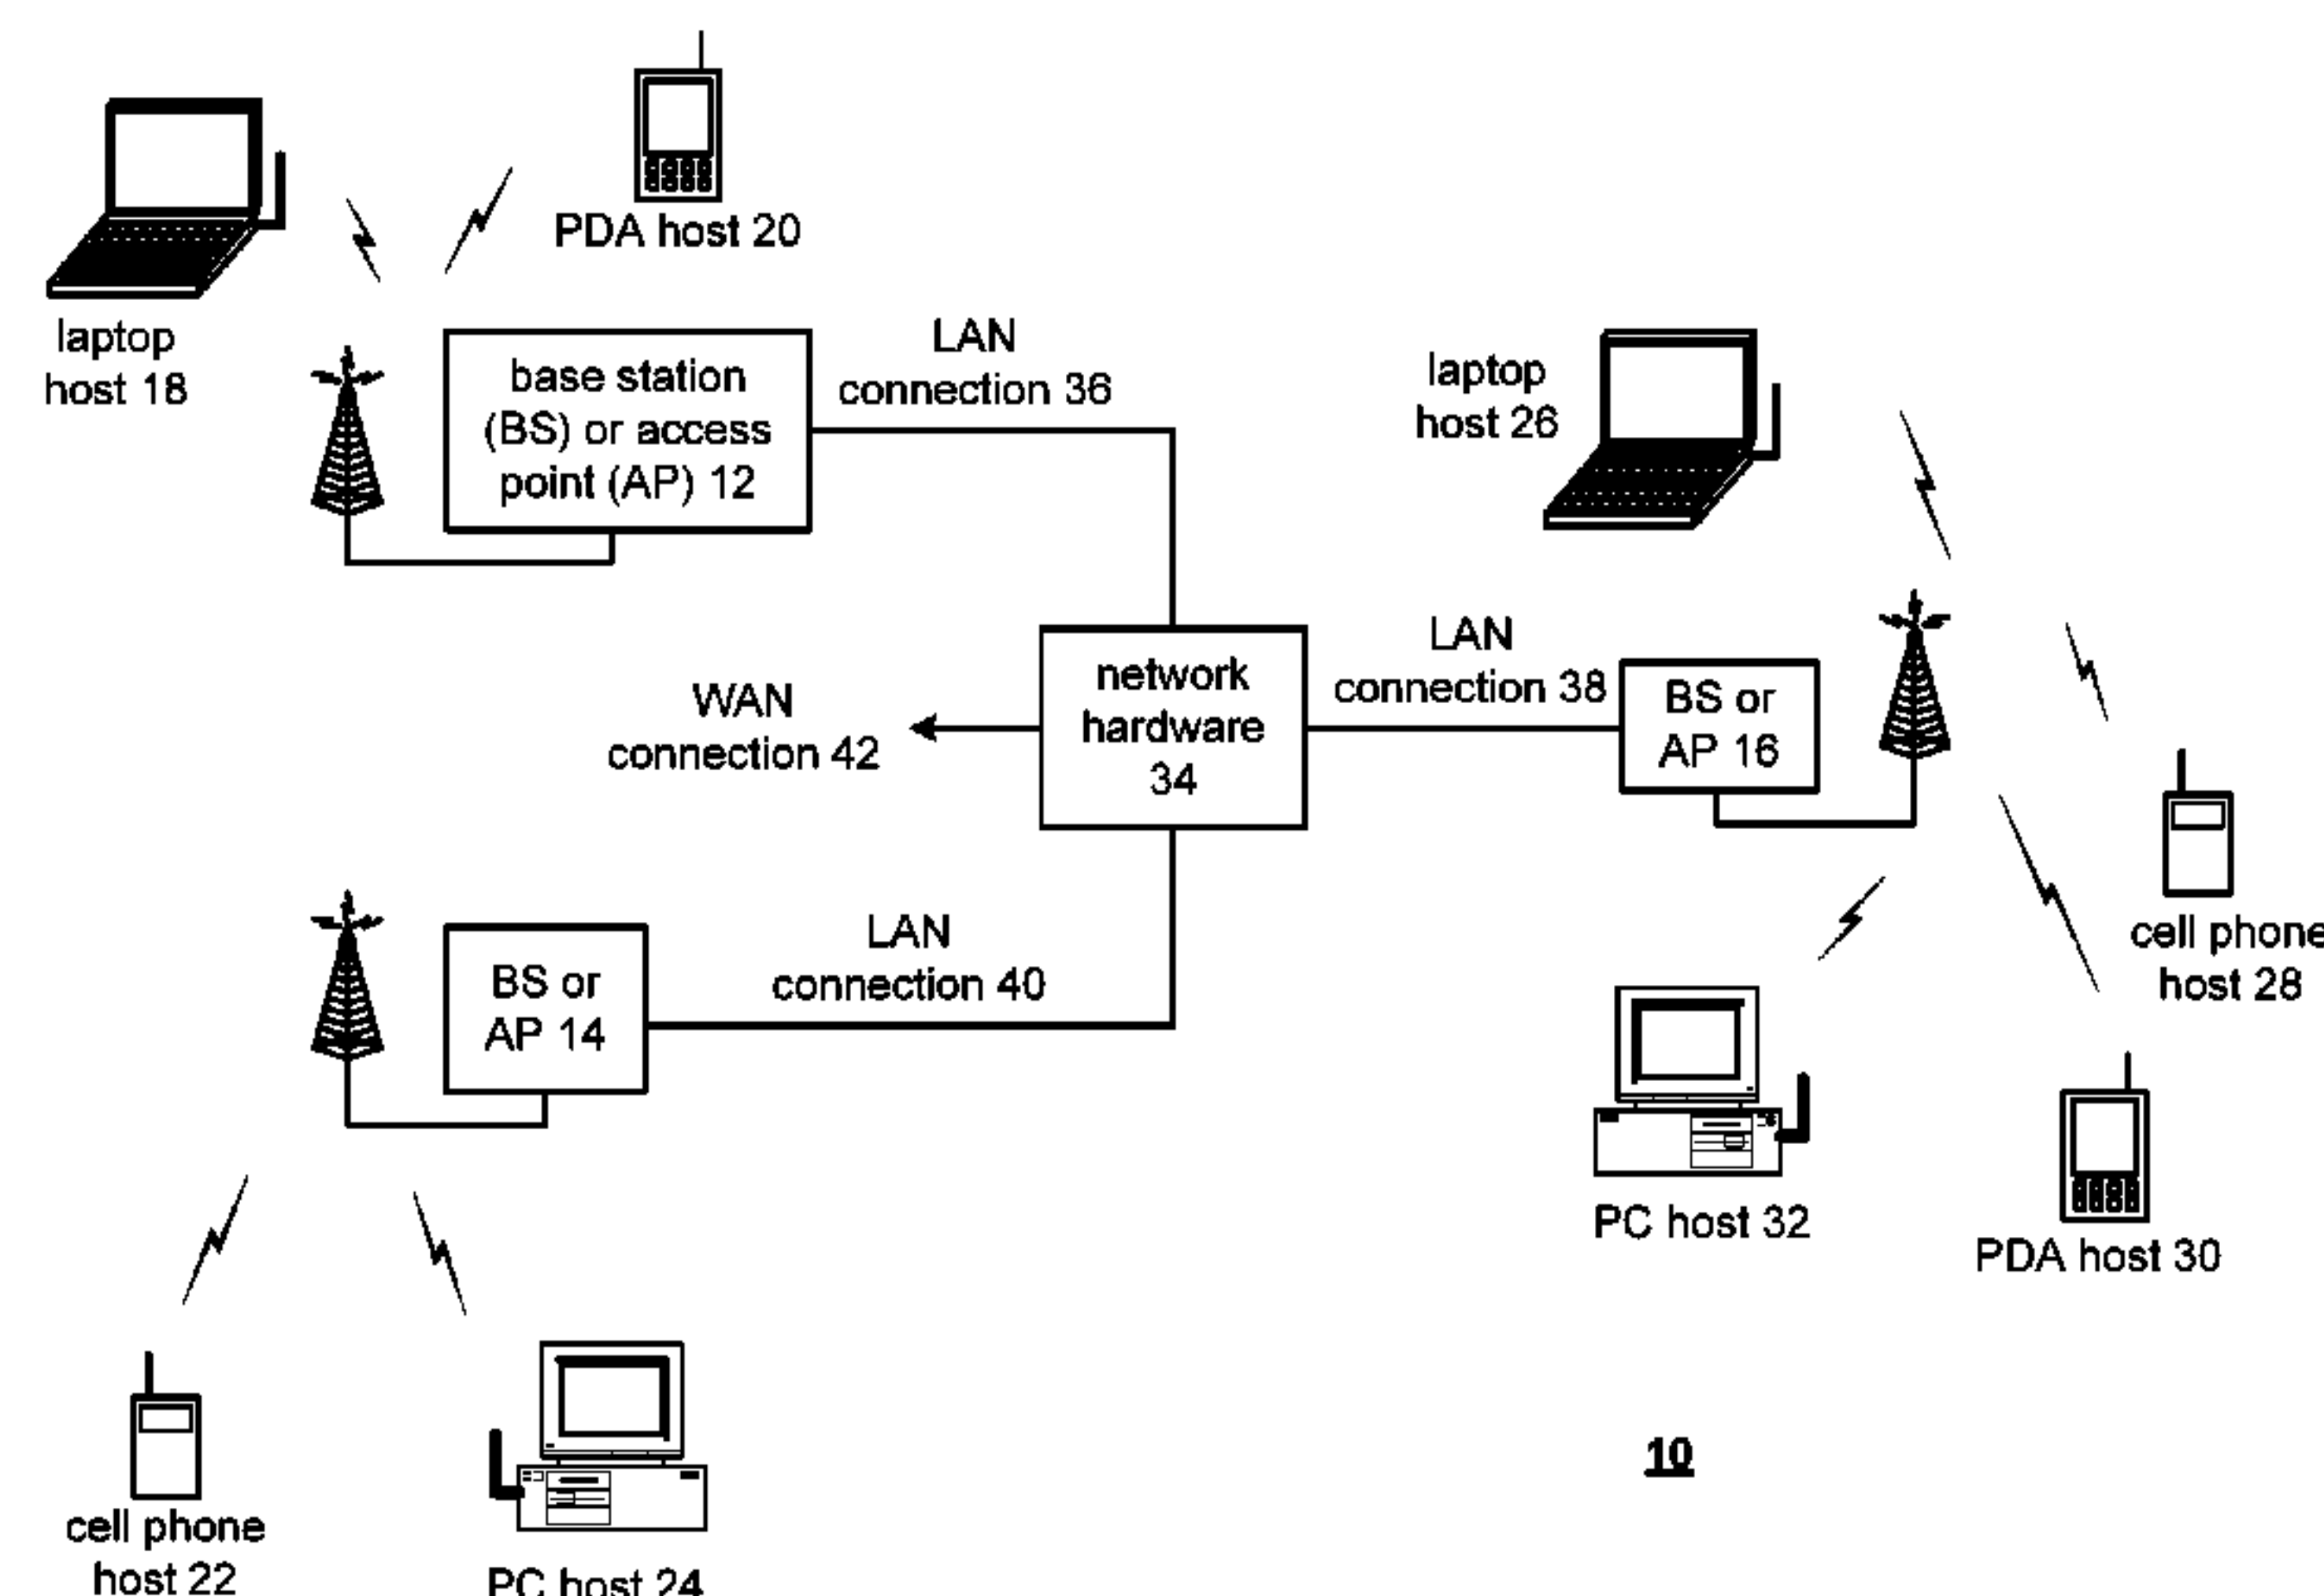 PDA host 20
laptop
host 18
base station
(BS) or access
point (AP) 12
LAN
connection 36
laptop
host 26
WAN
connection 42
network
hardware
34
LAN
connection 38
BS or
AP 16
cell phone
host 28
BS or
AP 14
LAN
connection 40
PC host 32
PDA host 30
cell phone
host 22
PC host 24
10